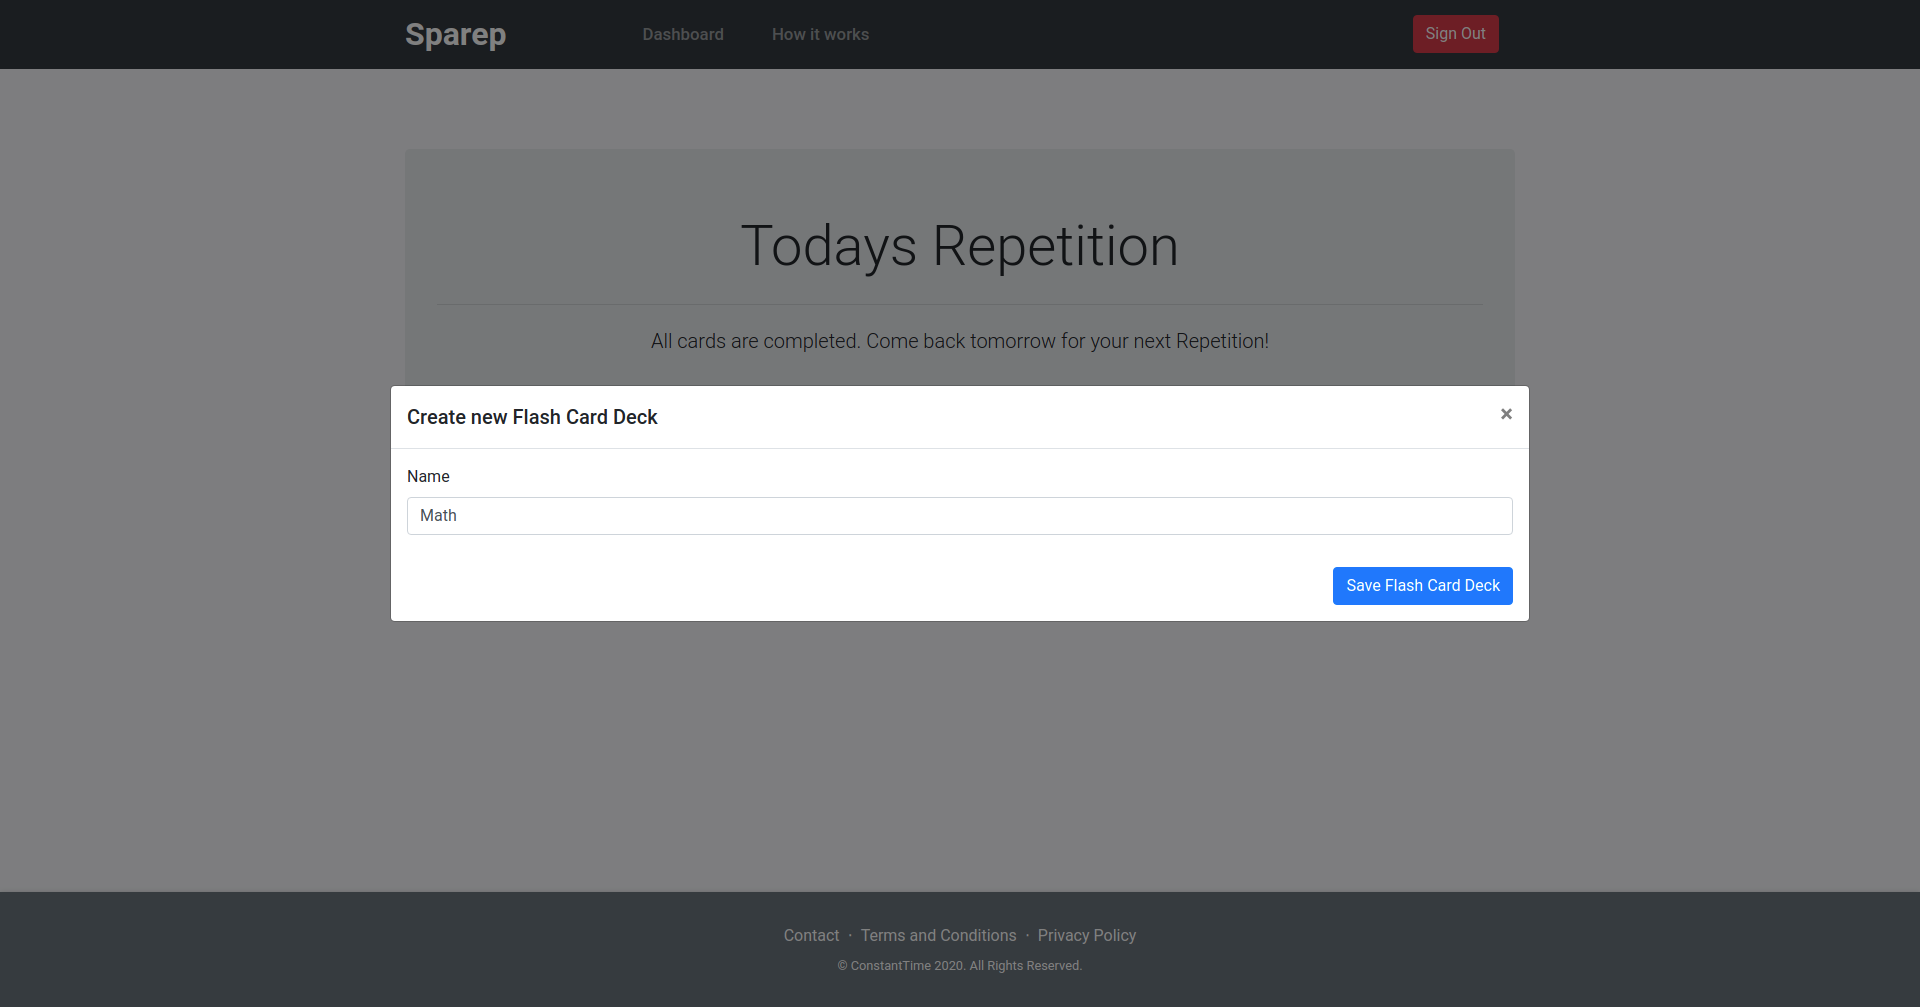 Sparep Dashboard How it works Sign Out
Todays Repetition
All cards are completed. Come back tomorrow for your next Repetition!
Create new Flash Card Deck ×
Name
Math
Save Flash Card Deck
Contact · Terms and Conditions · Privacy Policy
© ConstantTime 2020. All Rights Reserved.